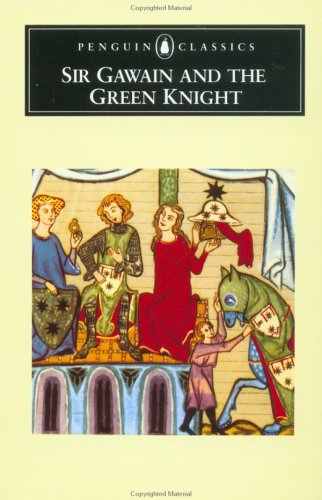 PENGUIN CLASSICS
SIR GAWAIN AND THE
GREEN KNIGHT